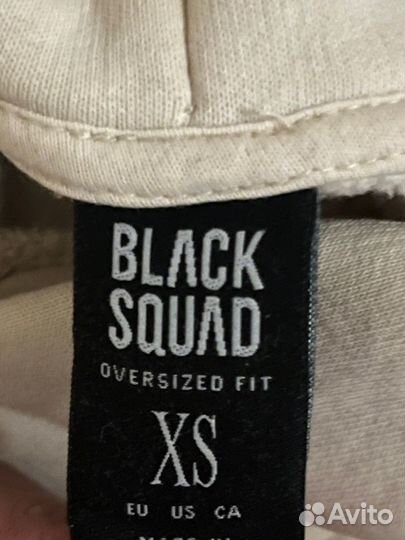 BLACK
SQUAD
OVERSIZED FIT
XS
EU US CA
Avito